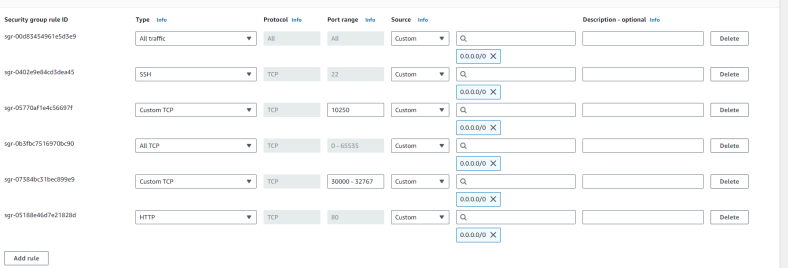 Security group rule ID Type Info Protocol Info Port range Info Source Info Description - optional Info
sgr-00d83454961e5d3e9 All traffic All All Custom Delete
0.0.0.0/0
sgr-0402e9e84cd3dea45 SSH TCP 22 Custom Delete
0.0.0.0/0
sgr-05770af1e4c56697f Custom TCP TCP 10250 Custom Delete
0.0.0.0/0
sgr-0b3fbc7516970bc90 All TCP TCP 0 - 65535 Custom Delete
0.0.0.0/0
sgr-07384bc31bec899e9 Custom TCP TCP 30000 - 32767 Custom Delete
0.0.0.0/0
sgr-05188e46d7e21828d HTTP TCP 80 Custom Delete
0.0.0.0/0
Add rule